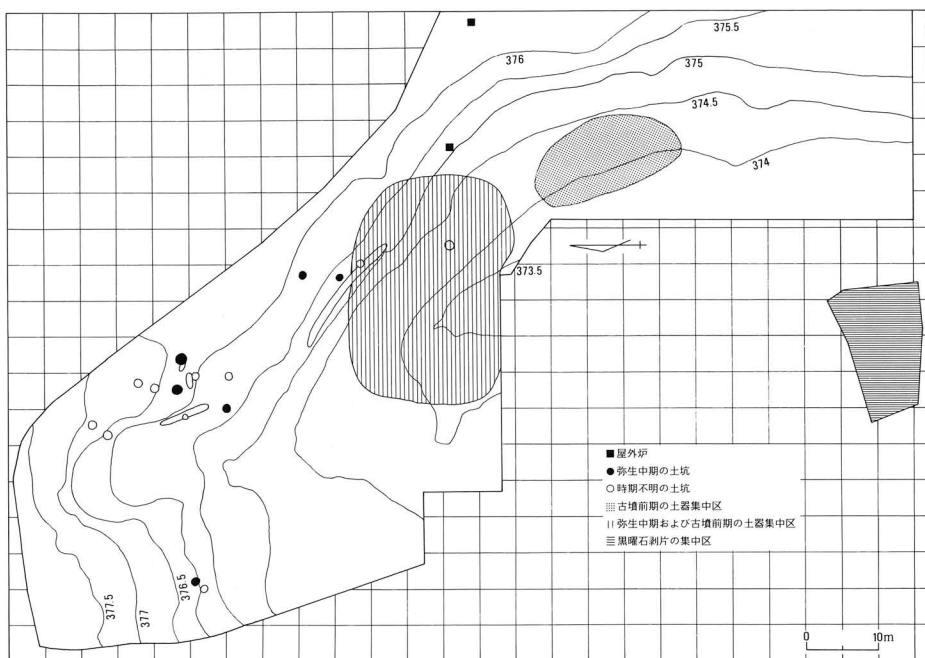 376
375.5
375
374.5
374
373.5
■屋外炉
●弥生中期の土坑
○時期不明の土坑
古墳前期の土器集中区
弥生中期および古墳前期の土器集中区
黒曜石剥片の集中区
377.5
377
376.5
0 10m